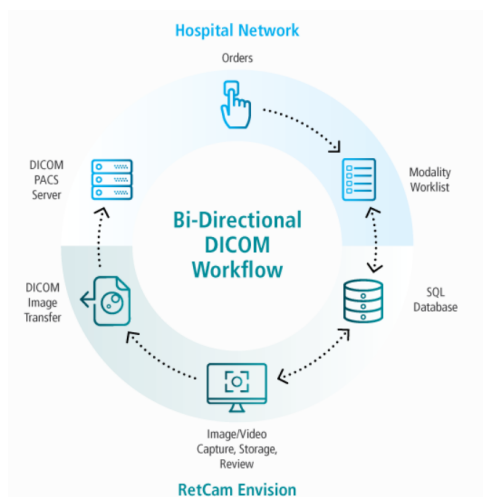 Hospital Network
Orders
DICOM
PACS
Server
Modality
Worklist
Bi-Directional
DICOM
Workflow
DICOM
Image
Transfer
SQL
Database
Image/Video
Capture, Storage,
Review
RetCam Envision